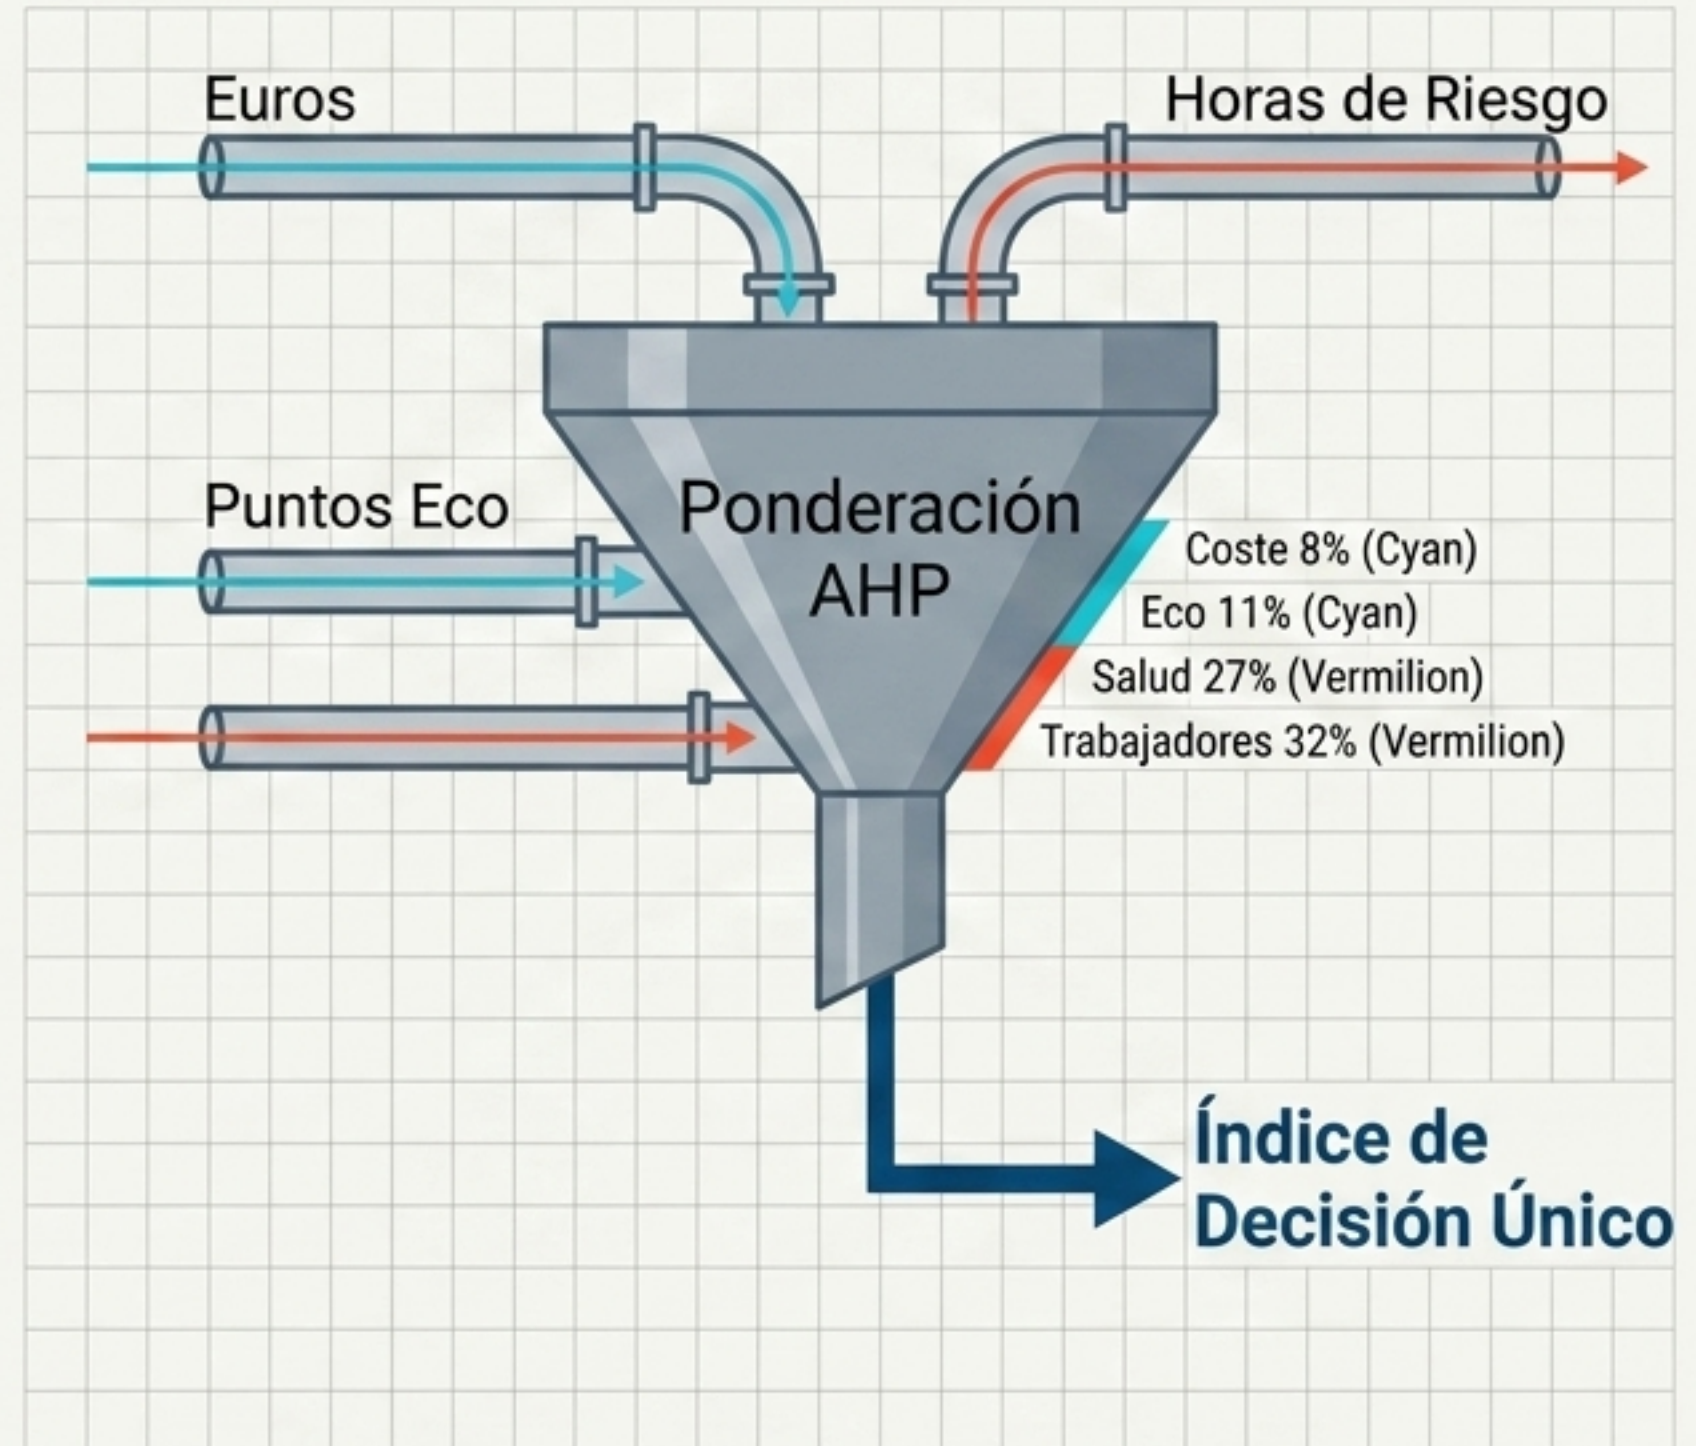 Euros
Horas de Riesgo
Puntos Eco
Ponderación
AHP
Coste 8% (Cyan)
Eco 11% (Cyan)
Salud 27% (Vermilion)
Trabajadores 32% (Vermilion)
Índice de
Decisión Único